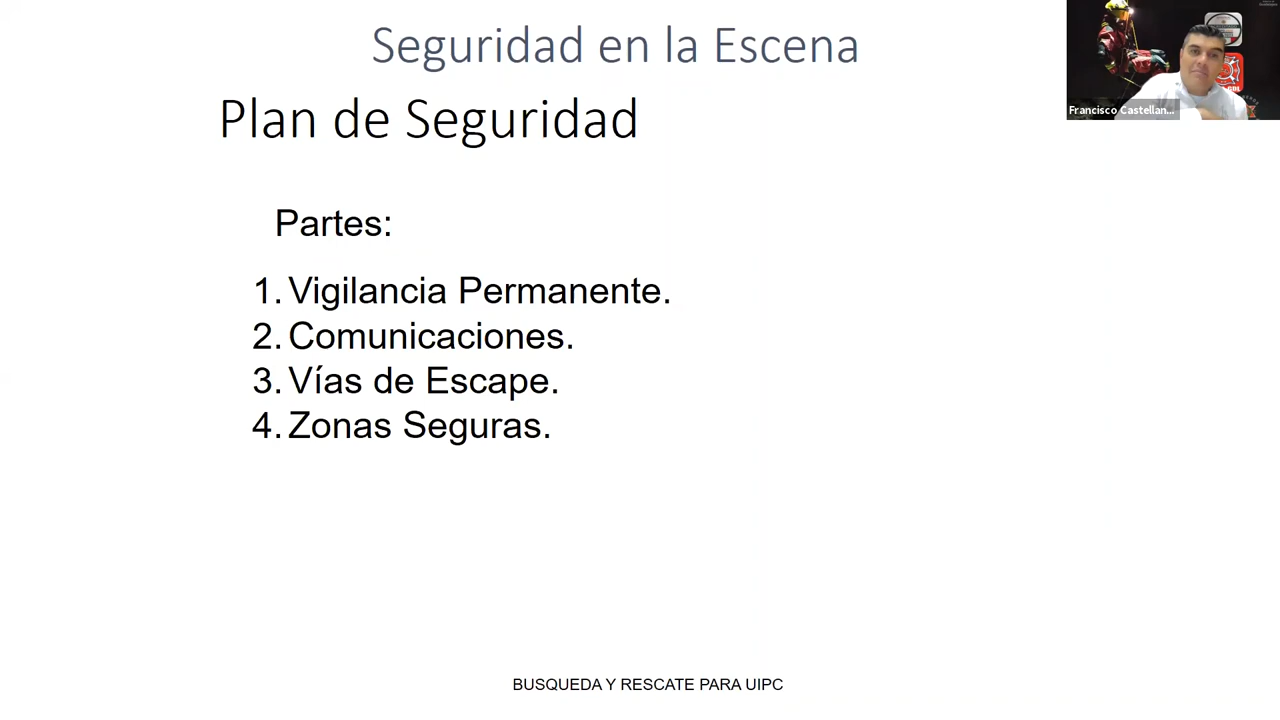 Seguridad en la Escena
Plan de Seguridad
Partes:
1. Vigilancia Permanente.
2. Comunicaciones.
3. Vías de Escape.
4. Zonas Seguras.
BUSQUEDA Y RESCATE PARA UIPC
Francisco Castellan...